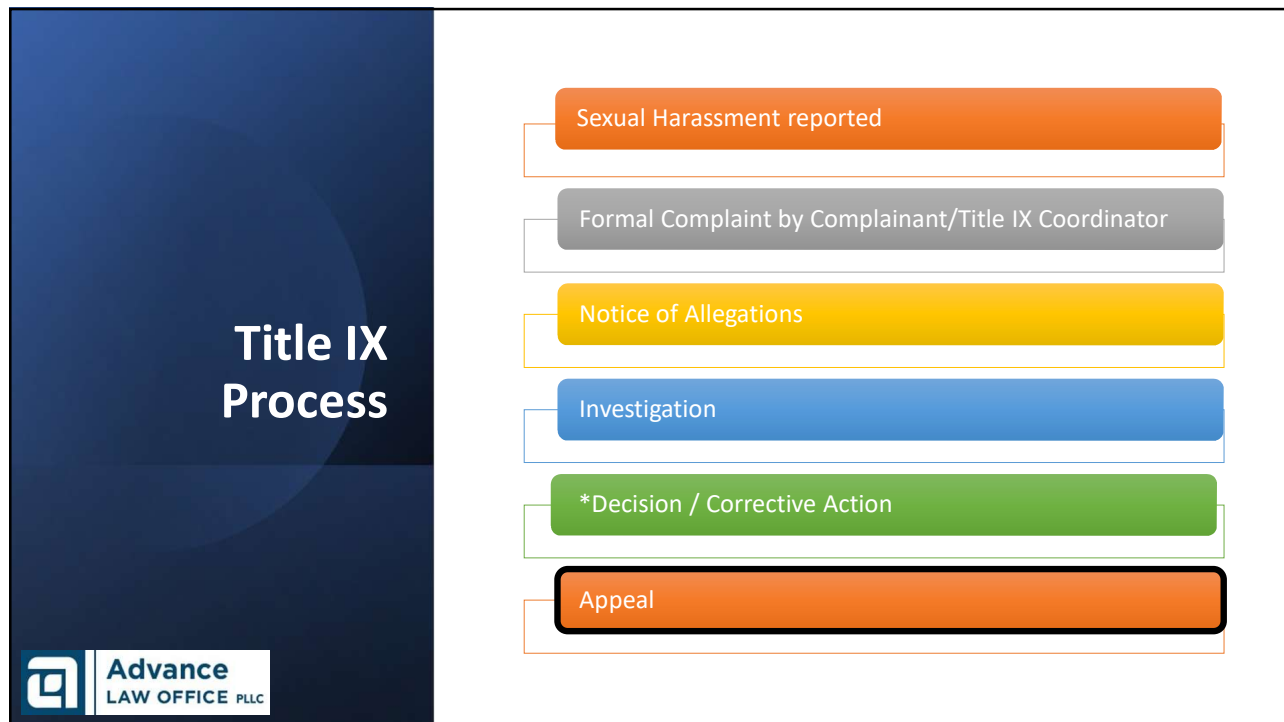 Title IX
Process
Sexual Harassment reported
Formal Complaint by Complainant/Title IX Coordinator
Notice of Allegations
Investigation
*Decision / Corrective Action
Appeal
Advance
LAW OFFICE PLLC